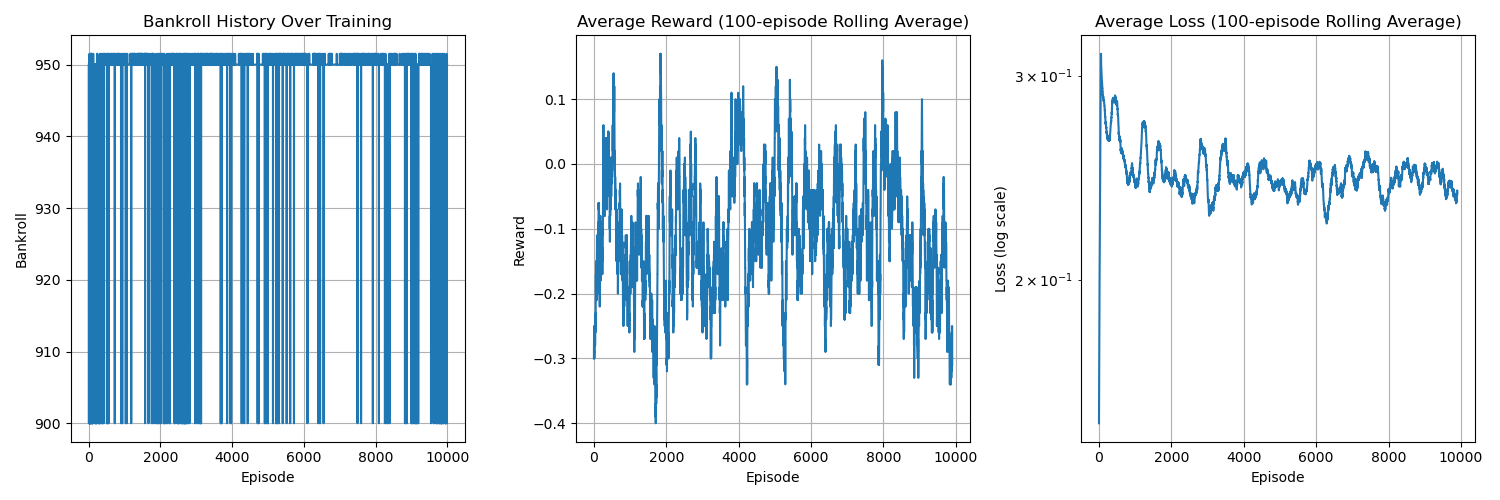 Bankroll History Over Training
Bankroll
950
940
930
920
910
900
0 2000 4000 6000 8000 10000
Episode
Average Reward (100-episode Rolling Average)
Reward
0.1
0.0
−0.1
−0.2
−0.3
−0.4
0 2000 4000 6000 8000 10000
Episode
Average Loss (100-episode Rolling Average)
Loss (log scale)
3 × 10⁻¹
2 × 10⁻¹
0 2000 4000 6000 8000 10000
Episode